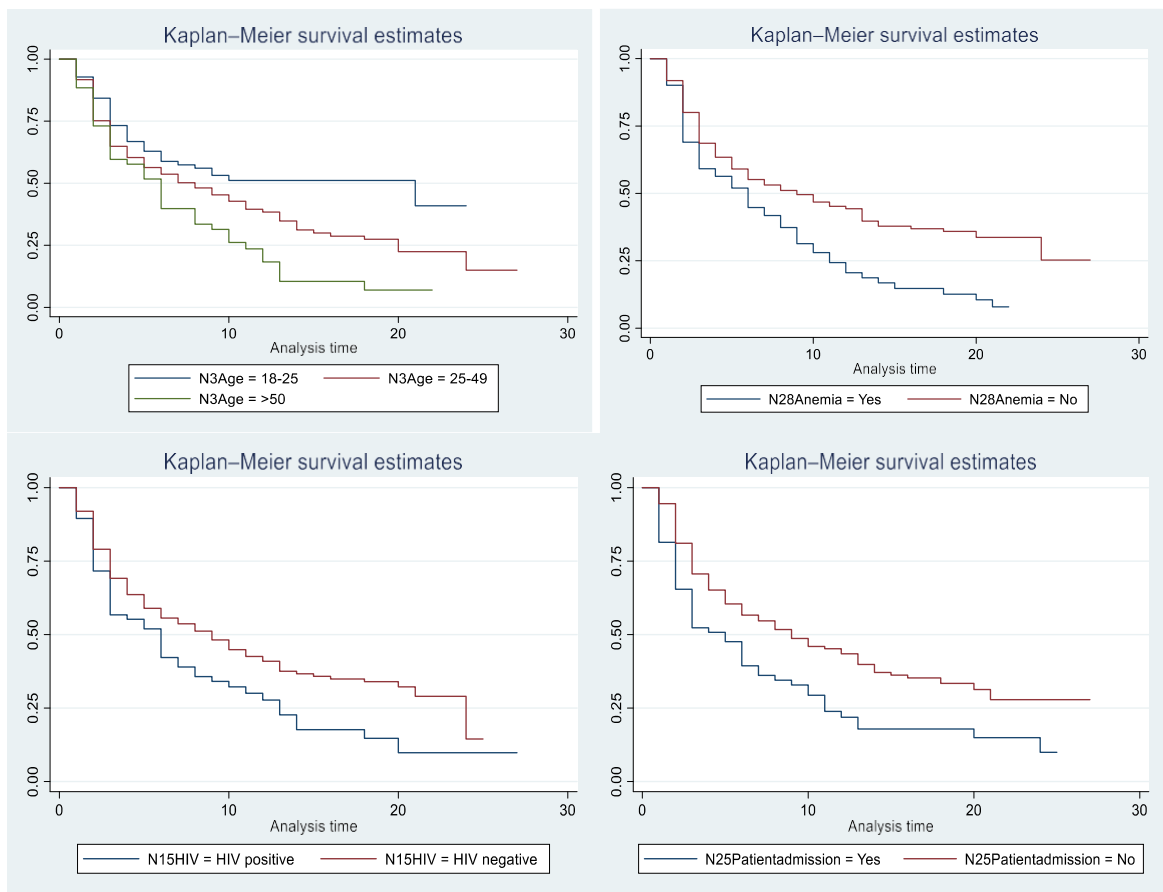 Kaplan–Meier survival estimates
1.00
0.75
0.50
0.25
0.00
0 10 20 30
Analysis time
N3Age = 18-25 N3Age = 25-49
N3Age = >50
Kaplan–Meier survival estimates
1.00
0.75
0.50
0.25
0.00
0 10 20 30
Analysis time
N28Anemia = Yes N28Anemia = No
Kaplan–Meier survival estimates
1.00
0.75
0.50
0.25
0.00
0 10 20 30
Analysis time
N15HIV = HIV positive N15HIV = HIV negative
Kaplan–Meier survival estimates
1.00
0.75
0.50
0.25
0.00
0 10 20 30
Analysis time
N25Patientadmission = Yes N25Patientadmission = No